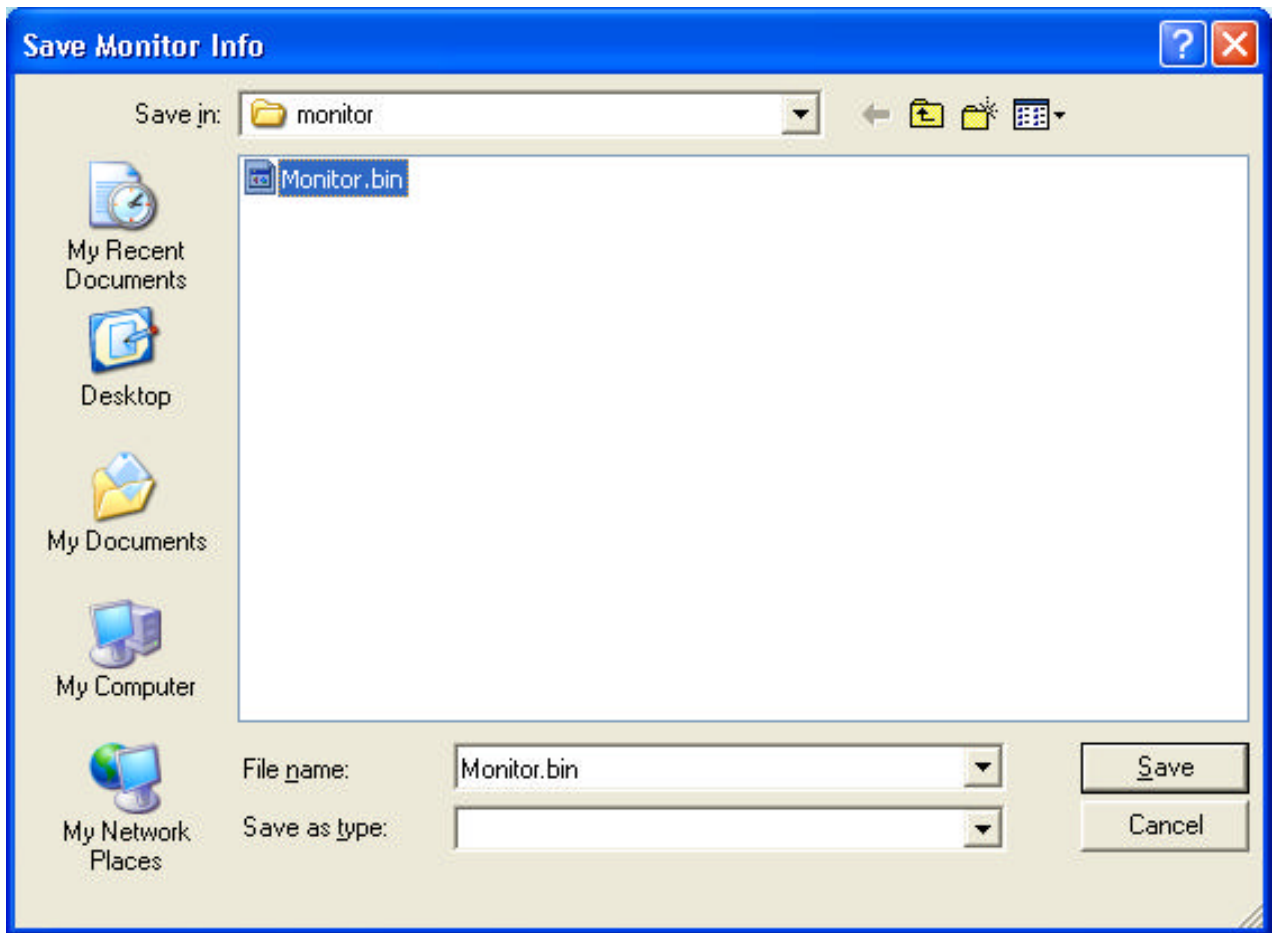 Save Monitor Info
Save in: monitor
Monitor.bin
My Recent
Documents
Desktop
My Documents
My Computer
My Network
Places
File name: Monitor.bin
Save
Save as type:
Cancel